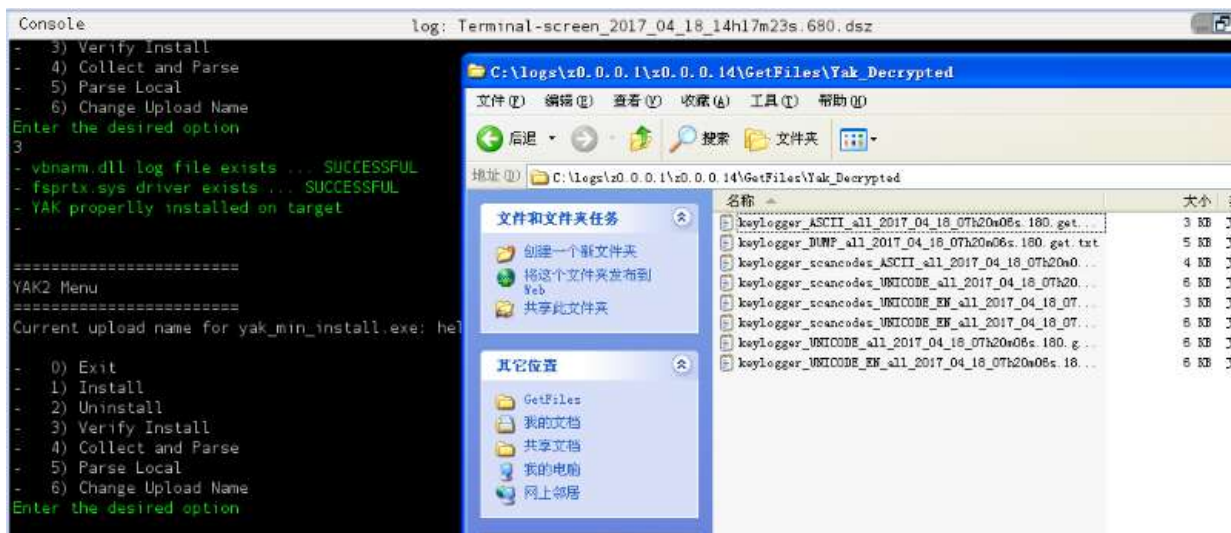 Console
log: Terminal-screen_2017_04_18_14h17m23s.680.dsz
- 3) Verify Install
- 4) Collect and Parse
- 5) Parse Local
- 6) Change Upload Name
Enter the desired option
3
- vbnarm.dll log file exists ... SUCCESSFUL
- fsprtx.sys driver exists ... SUCCESSFUL
- YAK properlly installed on target
-
=========================
YAK2 Menu
=========================
Current upload name for yak_min_install.exe: hel
- 0) Exit
- 1) Install
- 2) Uninstall
- 3) Verify Install
- 4) Collect and Parse
- 5) Parse Local
- 6) Change Upload Name
Enter the desired option
C:\logs\z0.0.0.1\z0.0.0.14\GetFiles\Yak_Decrypted
文件(F) 编辑(E) 查看(V) 收藏(A) 工具(T) 帮助(H)
后退 搜索 文件夹
地址(D) C:\logs\z0.0.0.1\z0.0.0.14\GetFiles\Yak_Decrypted
文件和文件夹任务
创建一个新文件夹
将这个文件夹发布到
Web
共享此文件夹
其它位置
GetFiles
我的文档
共享文档
我的电脑
网上邻居
名称 大小
keylogger_ASCII_all_2017_04_18_07h20m06s.180.get... 3 KB
keylogger_DUMP_all_2017_04_18_07h20m06s.180.get.txt 5 KB
keylogger_scancodes_ASCII_all_2017_04_18_07h20m0... 4 KB
keylogger_scancodes_UNICODE_all_2017_04_18_07h20... 6 KB
keylogger_scancodes_UNICODE_EN_all_2017_04_18_07... 3 KB
keylogger_scancodes_UNICODE_EN_all_2017_04_18_07... 6 KB
keylogger_UNICODE_all_2017_04_18_07h20m06s.180.g... 6 KB
keylogger_UNICODE_EN_all_2017_04_18_07h20m06s.18... 6 KB